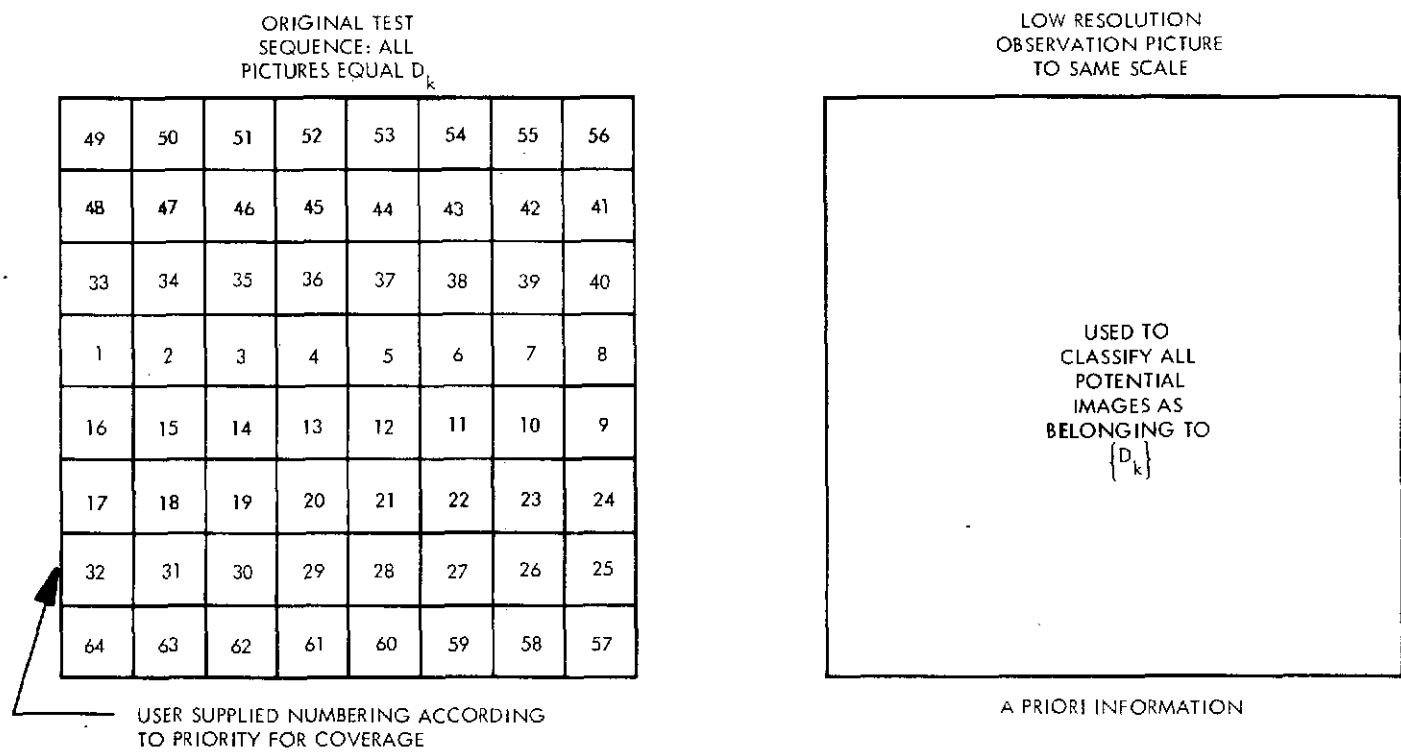 ORIGINAL TEST
SEQUENCE: ALL
PICTURES EQUAL D_k
49 50 51 52 53 54 55 56
48 47 46 45 44 43 42 41
33 34 35 36 37 38 39 40
1 2 3 4 5 6 7 8
16 15 14 13 12 11 10 9
17 18 19 20 21 22 23 24
32 31 30 29 28 27 26 25
64 63 62 61 60 59 58 57
USER SUPPLIED NUMBERING ACCORDING
TO PRIORITY FOR COVERAGE
LOW RESOLUTION
OBSERVATION PICTURE
TO SAME SCALE
USED TO
CLASSIFY ALL
POTENTIAL
IMAGES AS
BELONGING TO
{D_k}
A PRIORI INFORMATION